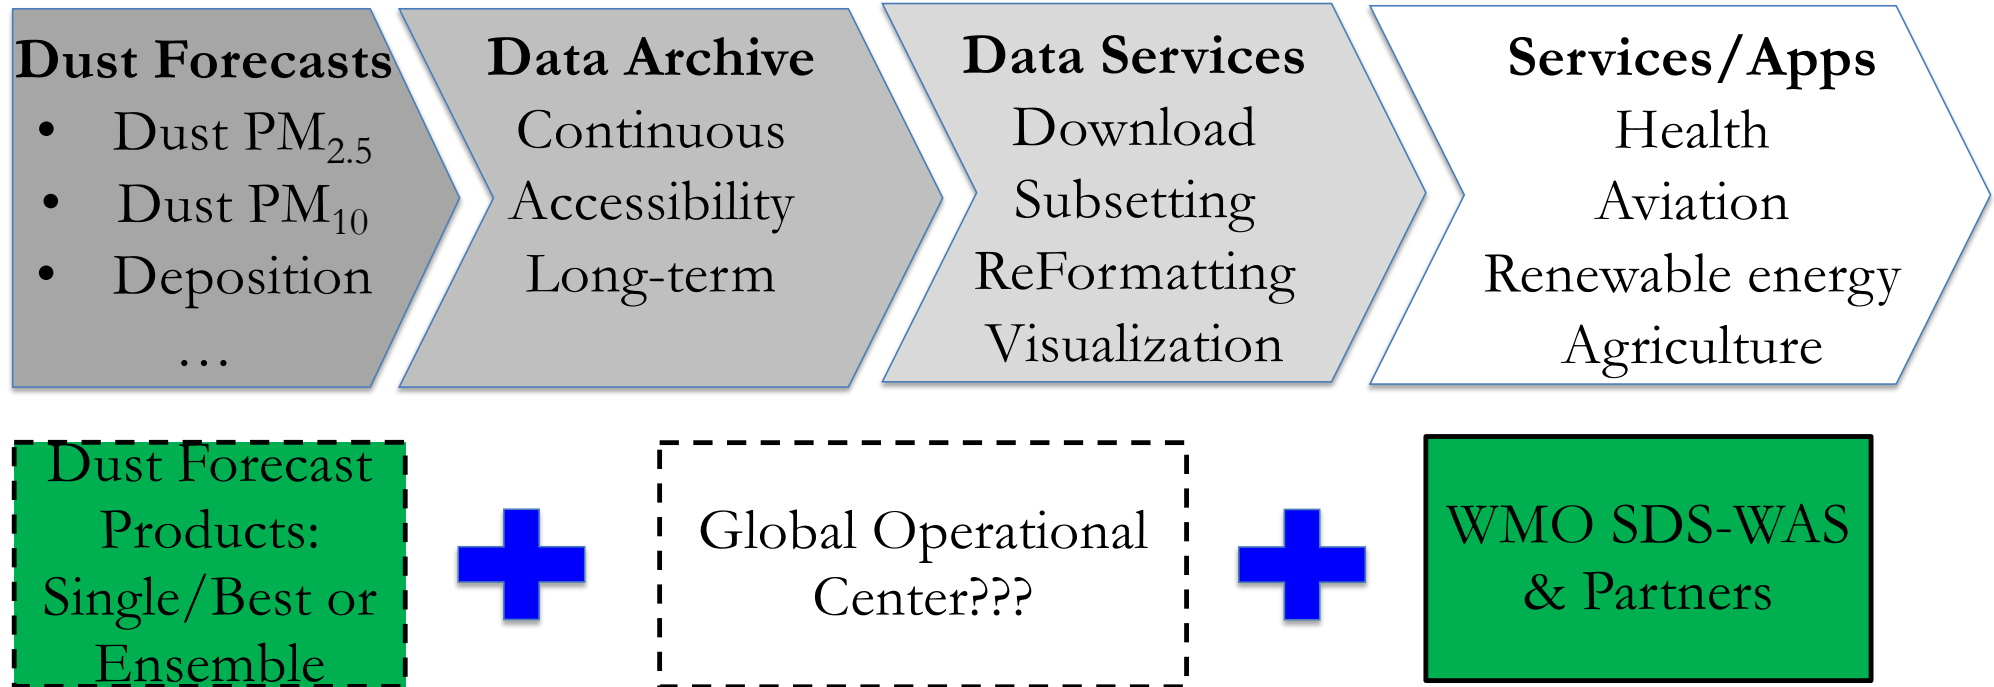 Dust Forecasts
• Dust PM2.5
• Dust PM10
• Deposition
…
Data Archive
Continuous
Accessibility
Long-term
Data Services
Download
Subsetting
ReFormatting
Visualization
Services/Apps
Health
Aviation
Renewable energy
Agriculture
Dust Forecast
Products:
Single/Best or
Ensemble
Global Operational
Center???
WMO SDS-WAS
& Partners